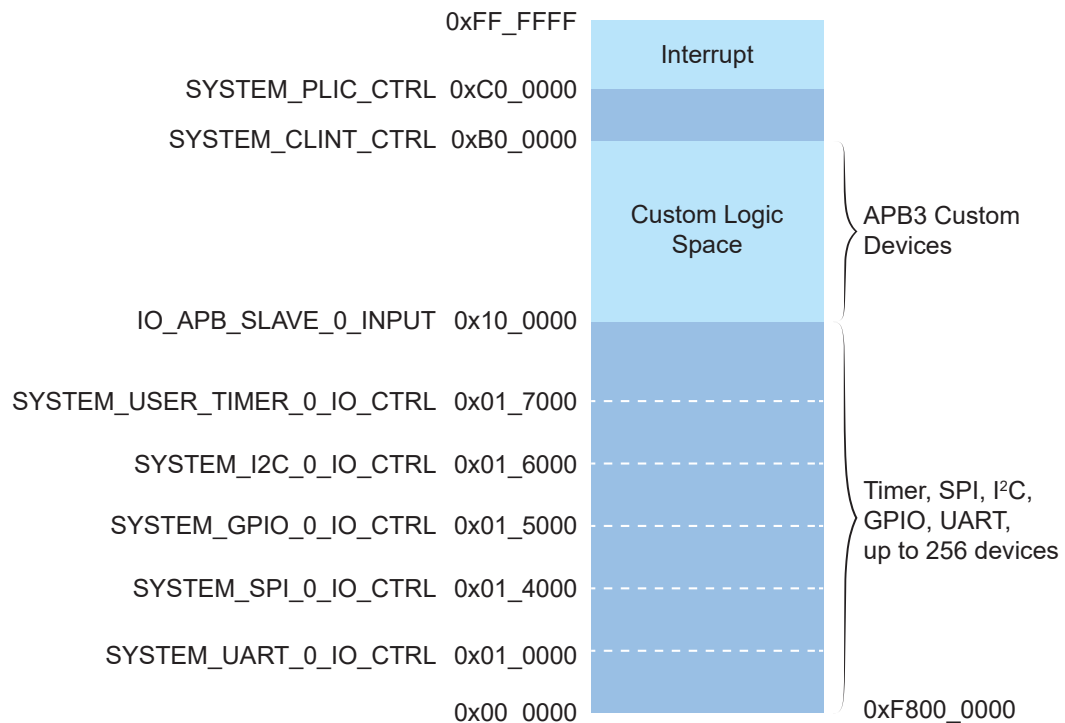 0xFF_FFFF
Interrupt
SYSTEM_PLIC_CTRL 0xC0_0000
SYSTEM_CLINT_CTRL 0xB0_0000
Custom Logic
Space
APB3 Custom
Devices
IO_APB_SLAVE_0_INPUT 0x10_0000
SYSTEM_USER_TIMER_0_IO_CTRL 0x01_7000
SYSTEM_I2C_0_IO_CTRL 0x01_6000
SYSTEM_GPIO_0_IO_CTRL 0x01_5000
SYSTEM_SPI_0_IO_CTRL 0x01_4000
SYSTEM_UART_0_IO_CTRL 0x01_0000
Timer, SPI, I²C,
GPIO, UART,
up to 256 devices
0x00_0000
0xF800_0000